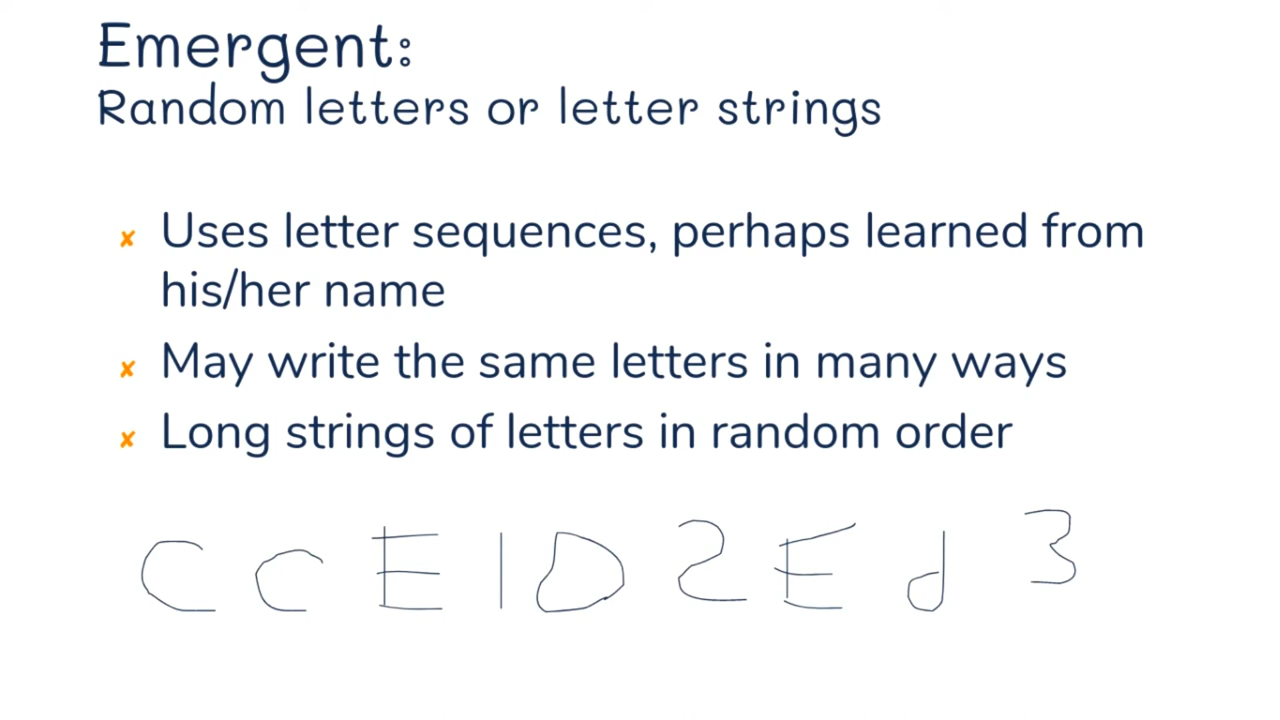 Emergent:
Random letters or letter strings
Uses letter sequences, perhaps learned from
his/her name
May write the same letters in many ways
Long strings of letters in random order
C C E I D 2 E d 3